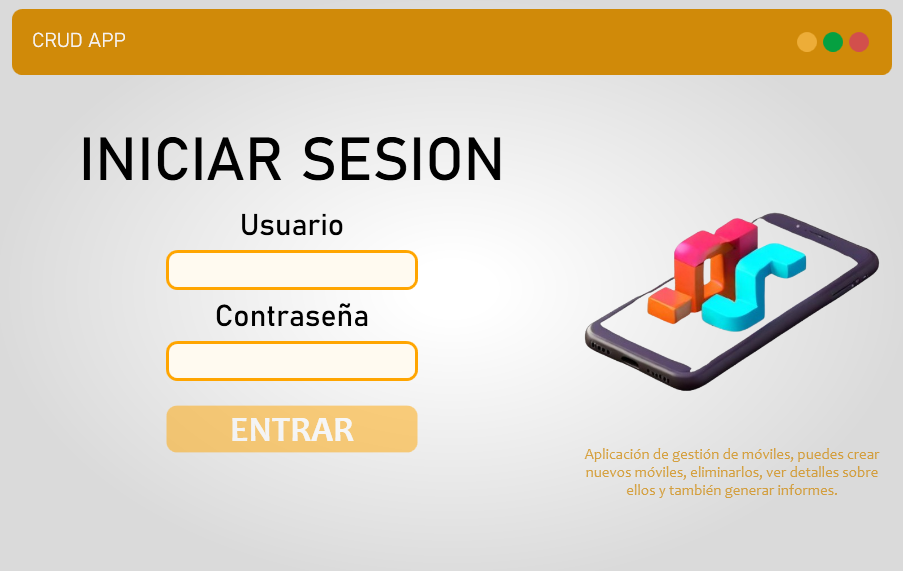 CRUD APP
INICIAR SESION
Usuario
Contraseña
ENTRAR
Aplicación de gestión de móviles, puedes crear
nuevos móviles, eliminarlos, ver detalles sobre
ellos y también generar informes.